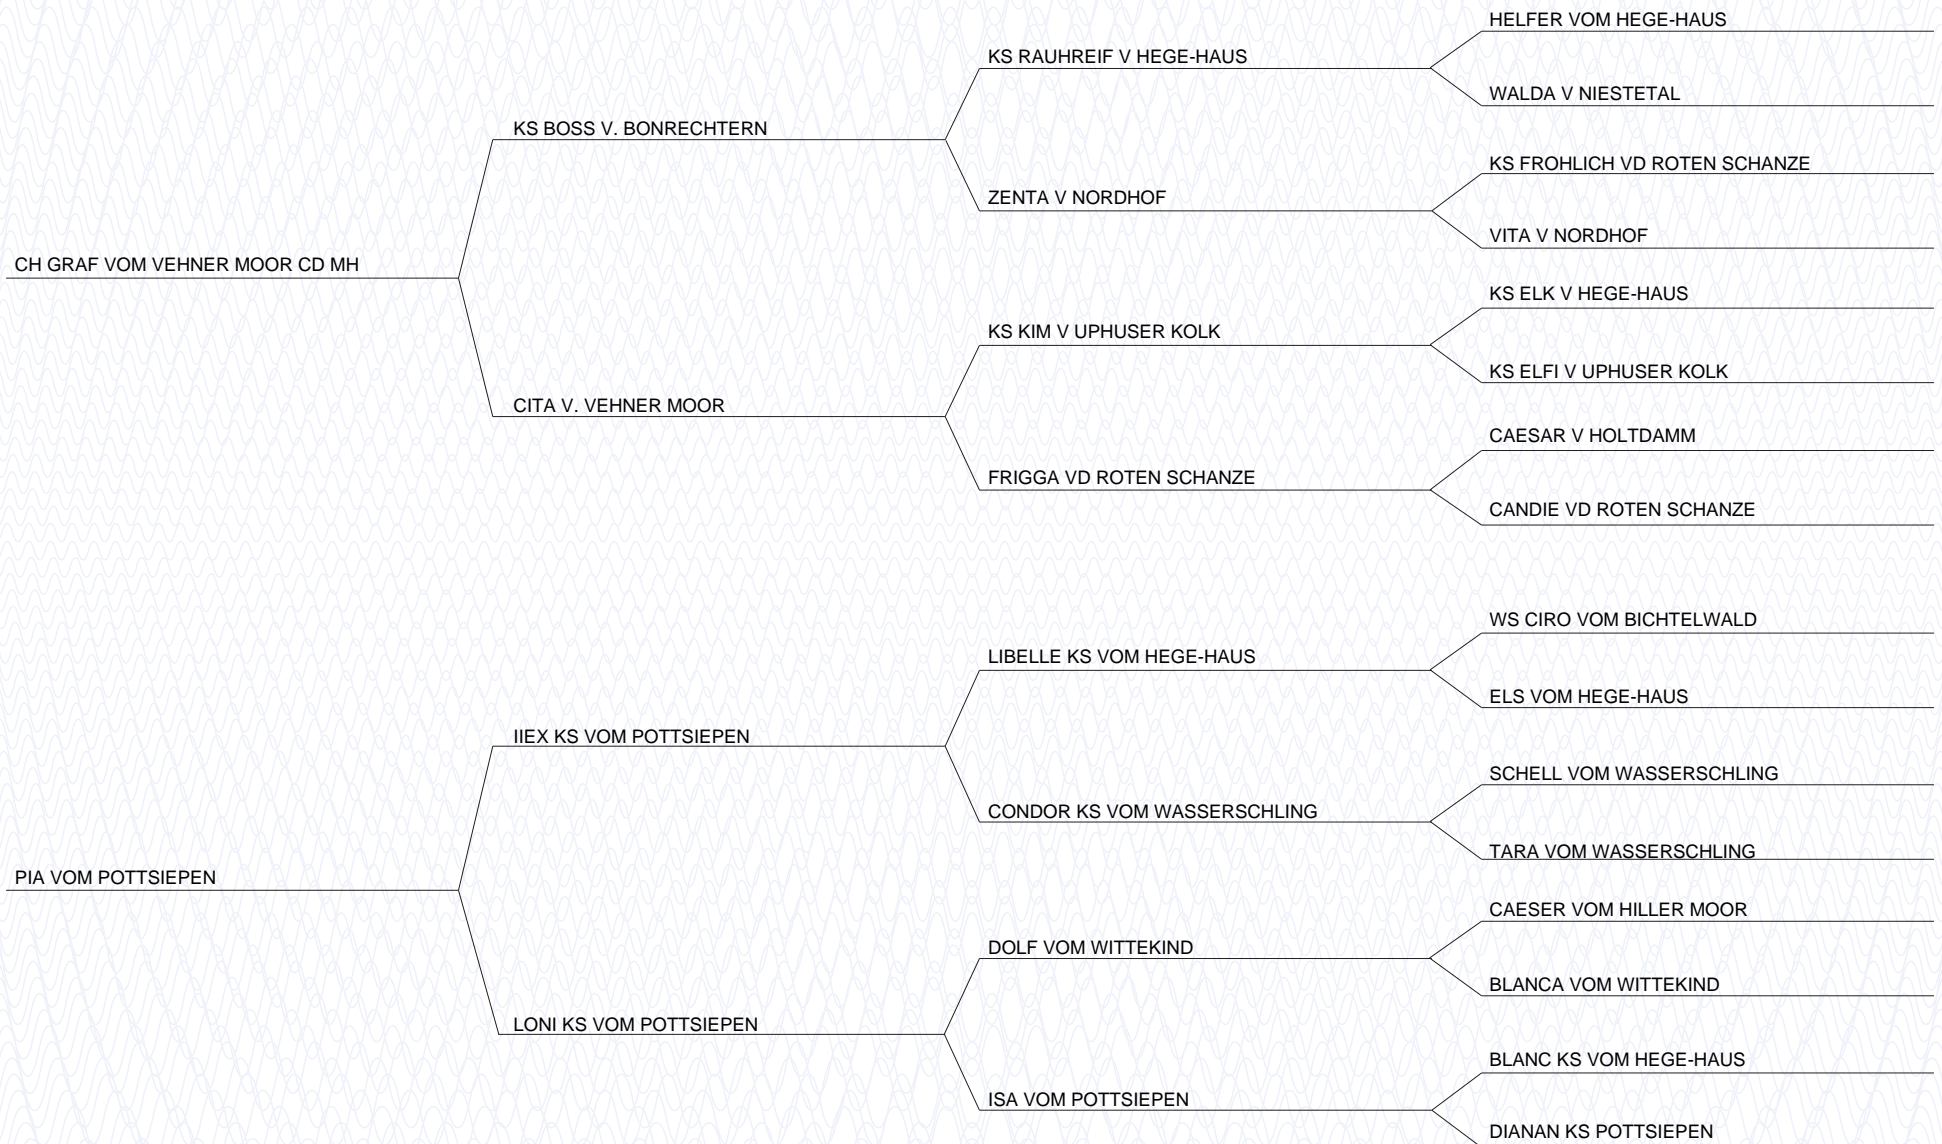 HELFER VOM HEGE-HAUS
KS RAUHREIF V HEGE-HAUS
WALDA V NIESTETAL
KS BOSS V. BONRECHTERN
KS FROHLICH VD ROTEN SCHANZE
ZENTA V NORDHOF
VITA V NORDHOF
CH GRAF VOM VEHNER MOOR CD MH
KS ELK V HEGE-HAUS
KS KIM V UPHUSER KOLK
KS ELFI V UPHUSER KOLK
CITA V. VEHNER MOOR
CAESAR V HOLTDAMM
FRIGGA VD ROTEN SCHANZE
CANDIE VD ROTEN SCHANZE
WS CIRO VOM BICHTELWALD
LIBELLE KS VOM HEGE-HAUS
ELS VOM HEGE-HAUS
IIEX KS VOM POTTSIEPEN
SCHELL VOM WASSERSCHLING
CONDOR KS VOM WASSERSCHLING
TARA VOM WASSERSCHLING
PIA VOM POTTSIEPEN
CAESER VOM HILLER MOOR
DOLF VOM WITTEKIND
BLANCA VOM WITTEKIND
LONI KS VOM POTTSIEPEN
BLANC KS VOM HEGE-HAUS
ISA VOM POTTSIEPEN
DIANAN KS POTTSIEPEN